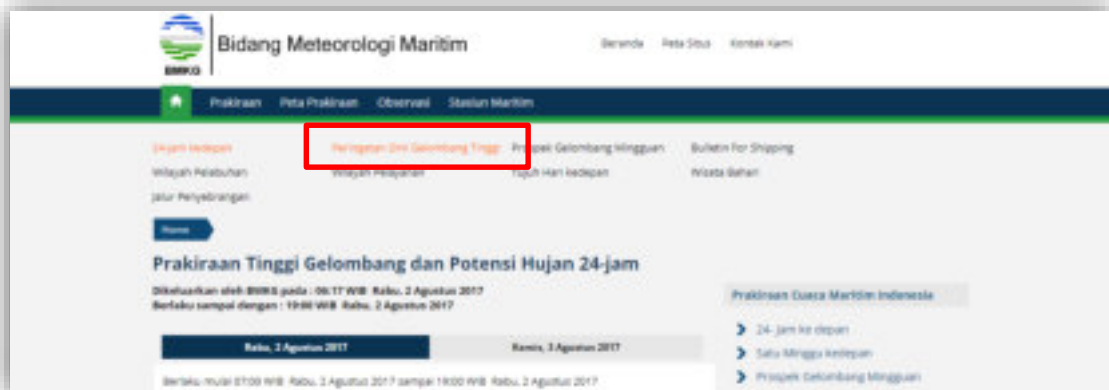 Bidang Meteorologi Maritim
Beranda Peta Situs Kontak Kami
BMKG
Prakiraan Peta Prakiraan Observasi Stasiun Maritim
24-jam kedepan Peringatan Dini Gelombang Tinggi Prospek Gelombang Mingguan Bulletin For Shipping
Wilayah Pelabuhan Wilayah Pelayanan Tujuh Hari kedepan Wisata Bahari
Jalur Penyebrangan
Home
Prakiraan Tinggi Gelombang dan Potensi Hujan 24-jam
Dikeluarkan oleh BMKG pada : 06:17 WIB Rabu, 2 Agustus 2017
Berlaku sampai dengan : 19:00 WIB Rabu, 2 Agustus 2017
Prakiraan Cuaca Maritim Indonesia
24- Jam ke depan
Rabu, 2 Agustus 2017 Kamis, 3 Agustus 2017
Satu Minggu kedepan
Berlaku mulai 07:00 WIB Rabu, 2 Agustus 2017 sampai 19:00 WIB Rabu, 2 Agustus 2017
Prospek Gelombang Mingguan